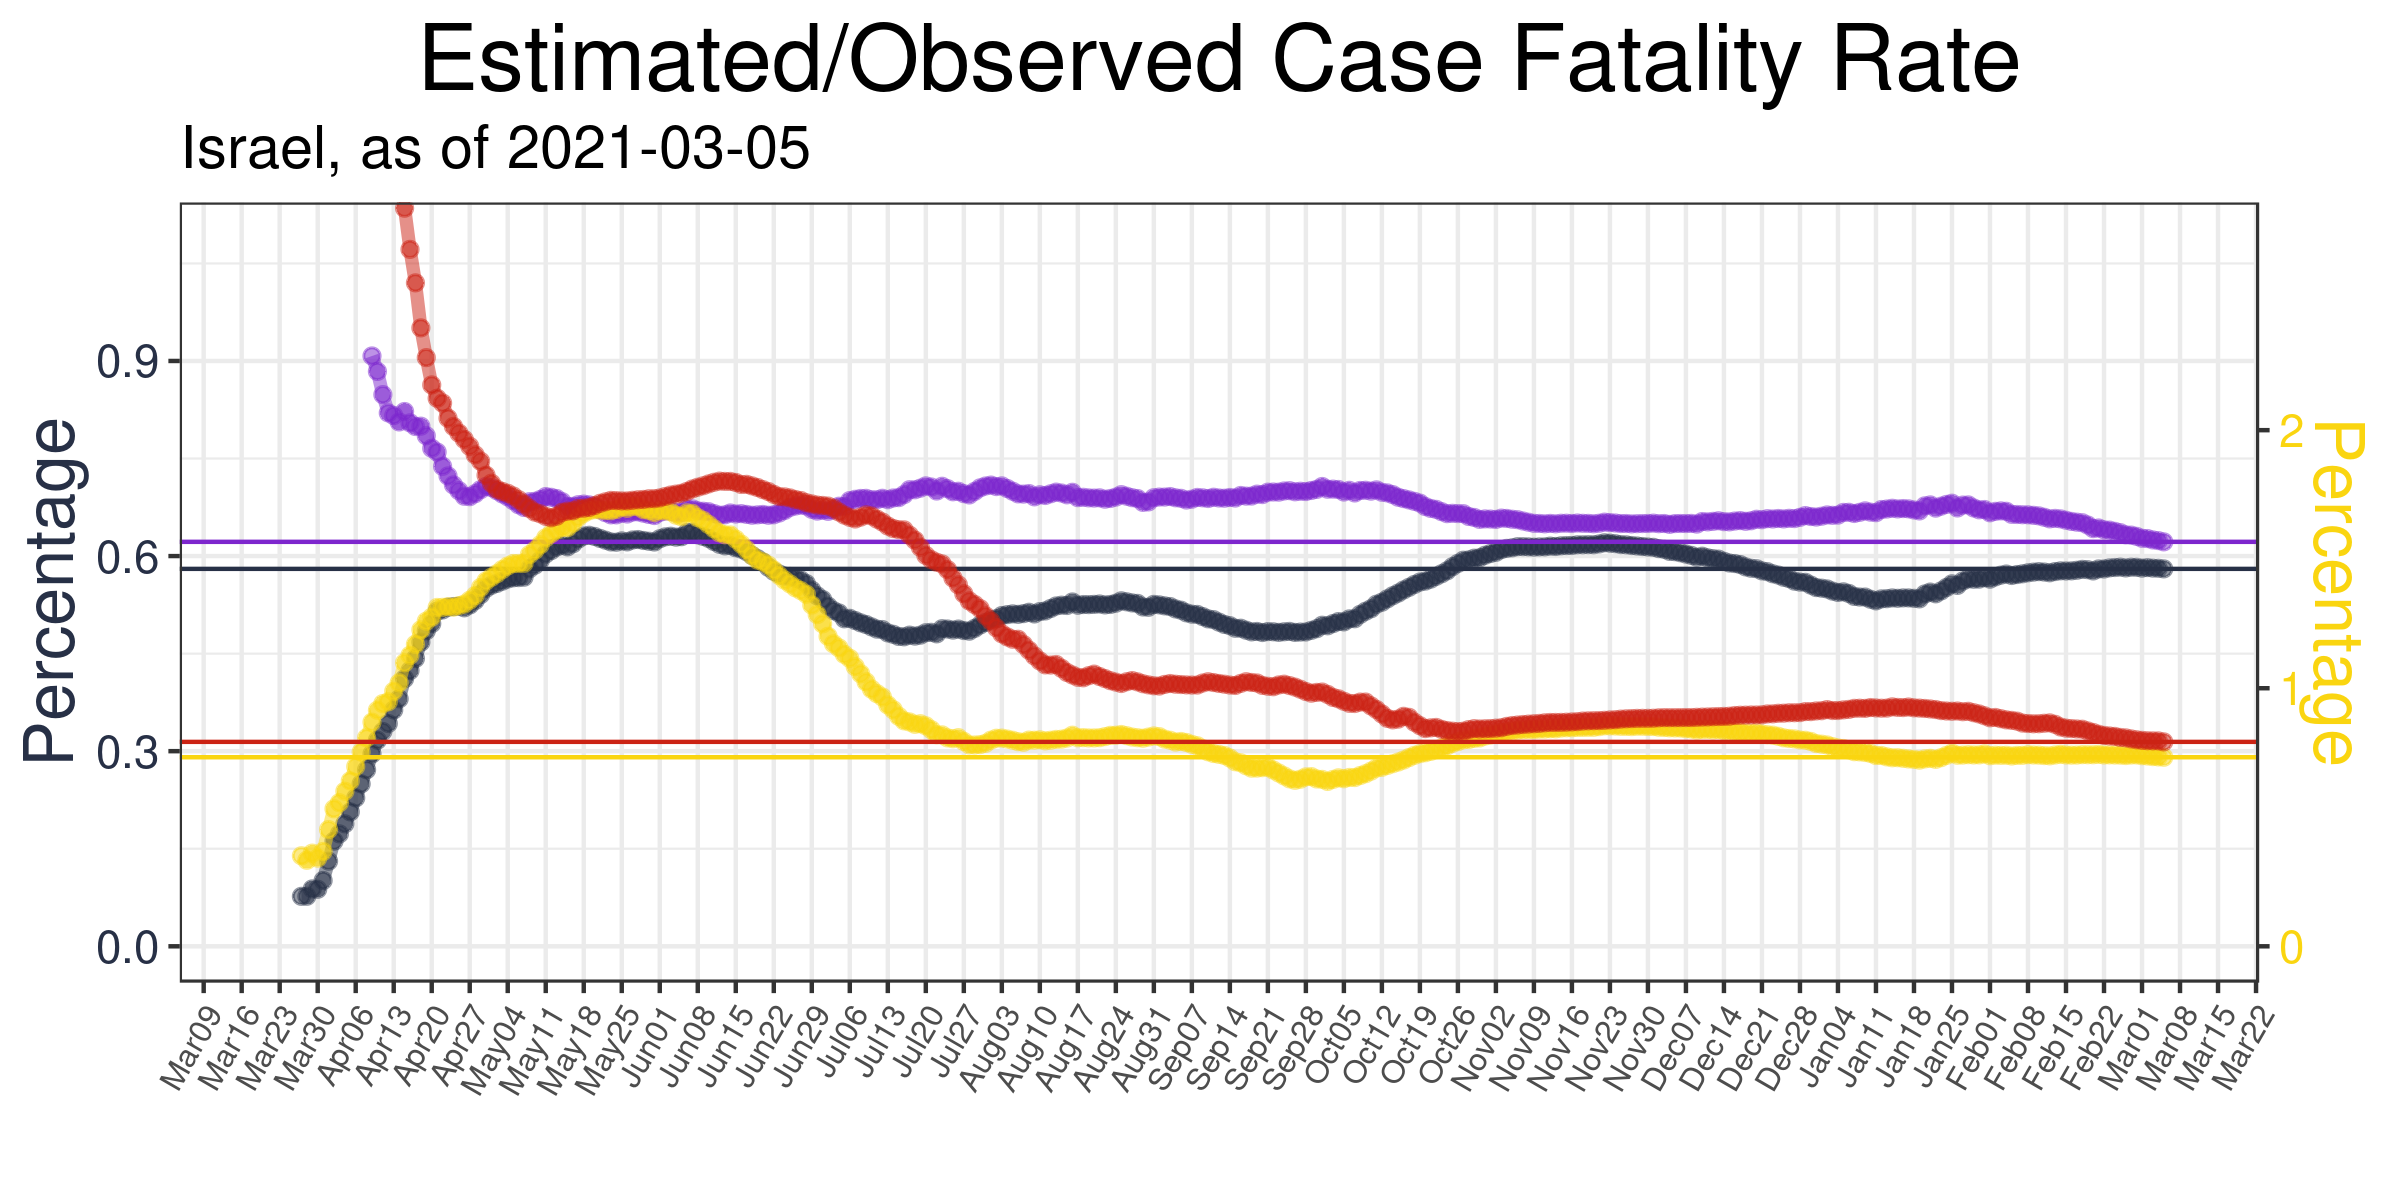 Estimated/Observed Case Fatality Rate
Israel, as of 2021-03-05
Percentage
0.9
0.6
0.3
0.0
2
1
0
Percentage
Mar09
Mar16
Mar23
Mar30
Apr06
Apr13
Apr20
Apr27
May04
May11
May18
May25
Jun01
Jun08
Jun15
Jun22
Jun29
Jul06
Jul13
Jul20
Jul27
Aug03
Aug10
Aug17
Aug24
Aug31
Sep07
Sep14
Sep21
Sep28
Oct05
Oct12
Oct19
Oct26
Nov02
Nov09
Nov16
Nov23
Nov30
Dec07
Dec14
Dec21
Dec28
Dec04
Jan11
Jan18
Jan25
Feb01
Feb08
Feb15
Feb22
Mar01
Mar08
Mar15
Mar22